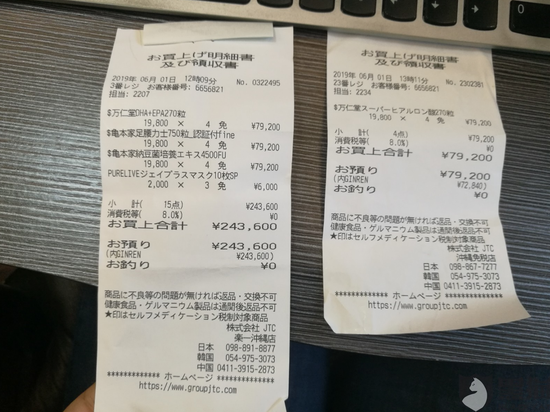 お買上げ明細書
及び領収書
2019年 06月 01日 12時09分 No. 0322495
3番レジ お客様番号: 6656821
担当: 2207
$万仁堂DHA+EPA270粒
19,800 × 4 免 ¥79,200
$亀本家足腰力士750粒_認証付fine
19,800 × 4 免 ¥79,200
$亀本家納豆菌培養エキス4500FU
19,800 × 4 免 ¥79,200
PURELIVEジェイプラスマスク10秒SP
2,000 × 3 免 ¥6,000
小 計( 15点) ¥243,600
消費税等( 8.0%) ¥0
お買上合計 ¥243,600
お預り ¥243,600
(内GINREN ¥243,600)
お釣り ¥0
商品に不良等の問題が無ければ返品・交換不可
健康食品・ゲルマニウム製品は通関後返品不可
★印はセルフメディケーション税制対象商品
株式会社 JTC
楽一沖縄店
日本 098-891-8877
韓国 054-975-3073
中国 0411-3915-2873
************* ホームページ *************
https://www.groupjtc.com/
お買上げ明細書
及び領収書
2019年 06月 01日 13時11分 No. 2302381
23番レジ お客様番号: 6656821
担当: 2234
$万仁堂スーパーヒアルロン酸270粒
19,800 × 4 免 ¥79,200
小 計( 4点) ¥79,200
消費税等( 8.0%) ¥0
お買上合計 ¥79,200
お預り ¥79,200
(内GINREN ¥72,840)
お釣り ¥0
商品に不良等の問題が無ければ返品・交換不可
健康食品・ゲルマニウム製品は通関後返品不可
★印はセルフメディケーション税制対象商品
株式会社 JTC
沖縄免税店
日本 098-867-7277
韓国 054-975-3073
中国 0411-3915-2873
************* ホームページ *************
https://www.groupjtc.com/